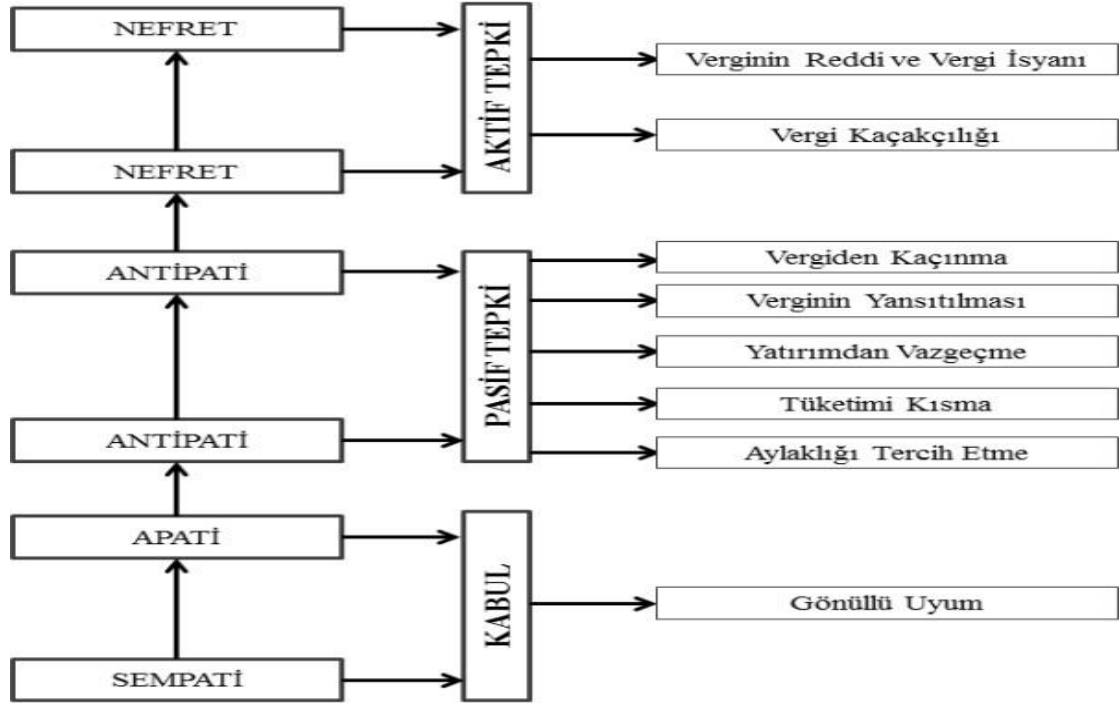 NEFRET
NEFRET
ANTİPATİ
ANTİPATİ
APATİ
SEMPATİ
AKTİF TEPKİ
PASİF TEPKİ
KABUL
Verginin Reddi ve Vergi İsyanı
Vergi Kaçakçılığı
Vergiden Kaçınma
Verginin Yansıtılması
Yatırımdan Vazgeçme
Tüketimi Kısma
Aylaklığı Tercih Etme
Gönüllü Uyum